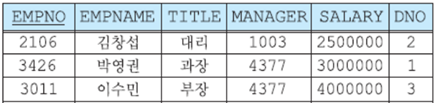 EMPNO EMPNAME TITLE MANAGER SALARY DNO
2106 김창섭 대리 1003 2500000 2
3426 박영권 과장 4377 3000000 1
3011 이수민 부장 4377 4000000 3